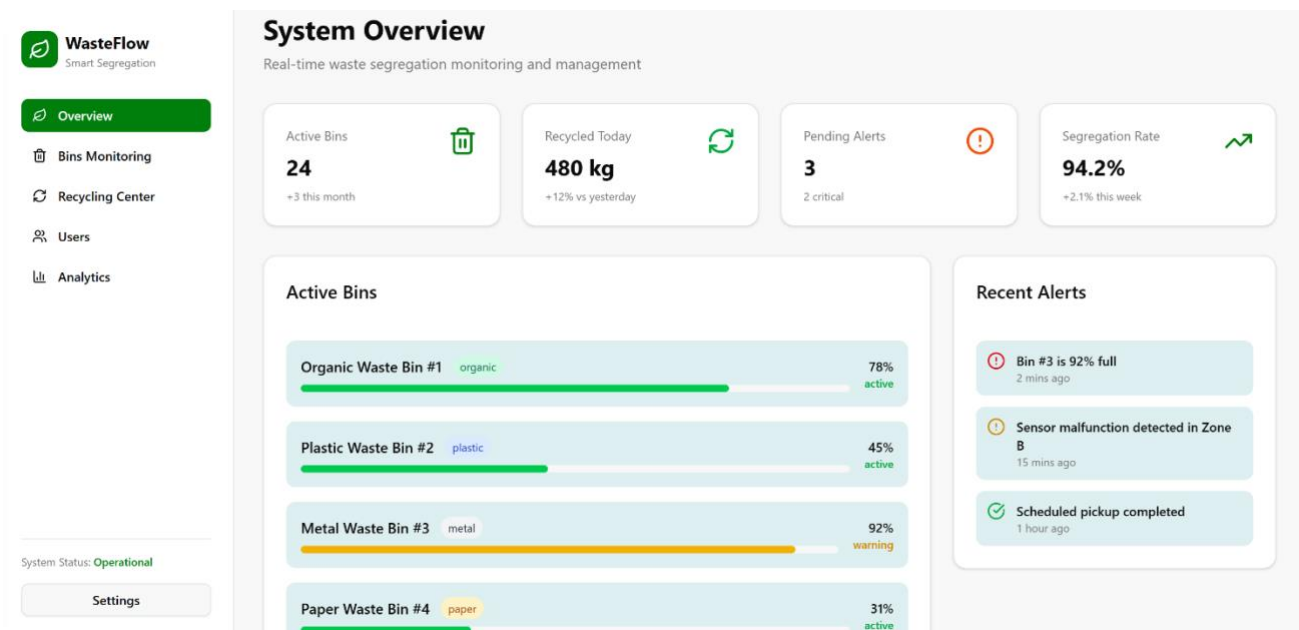 WasteFlow
Smart Segregation
Overview
Bins Monitoring
Recycling Center
Users
Analytics
System Status: Operational
Settings
System Overview
Real-time waste segregation monitoring and management
Active Bins
24
+3 this month
Recycled Today
480 kg
+12% vs yesterday
Pending Alerts
3
2 critical
Segregation Rate
94.2%
+2.1% this week
Active Bins
Organic Waste Bin #1 organic 78%
active
Plastic Waste Bin #2 plastic 45%
active
Metal Waste Bin #3 metal 92%
warning
Paper Waste Bin #4 paper 31%
active
Recent Alerts
Bin #3 is 92% full
2 mins ago
Sensor malfunction detected in Zone
B
15 mins ago
Scheduled pickup completed
1 hour ago